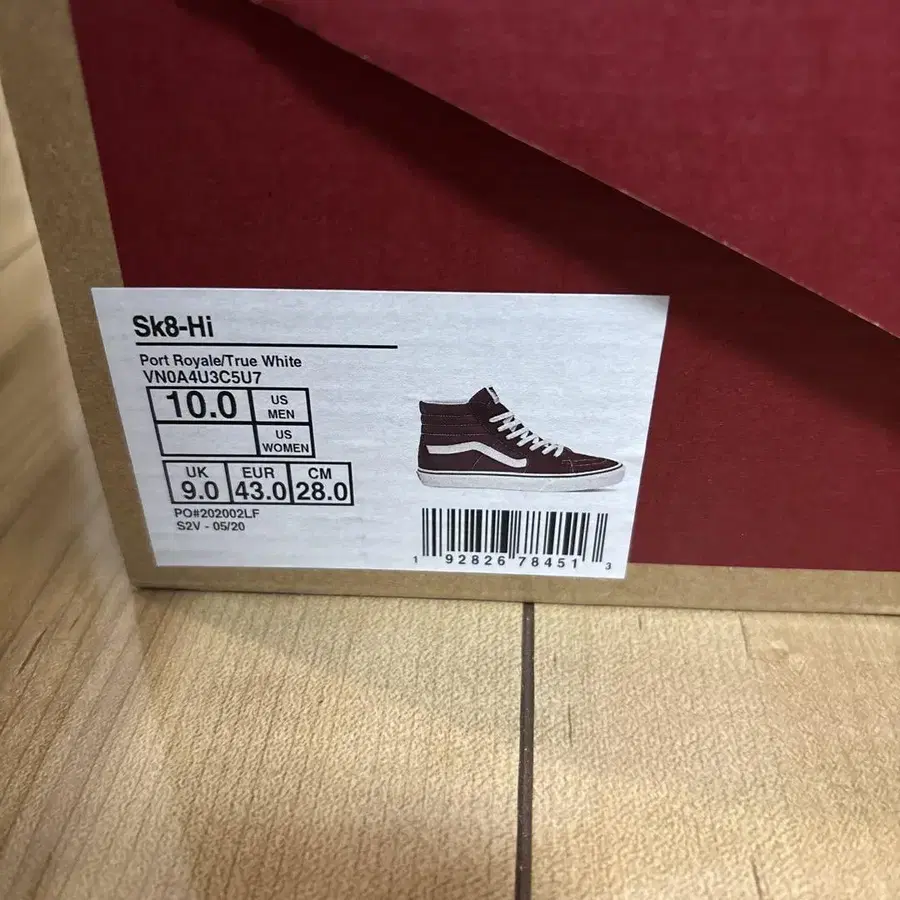 Sk8-Hi
Port Royale/True White
VN0A4U3C5U7
10.0 US MEN
US WOMEN
UK EUR CM
9.0 43.0 28.0
PO#202002LF
S2V - 05/20
1 92826 78451 3